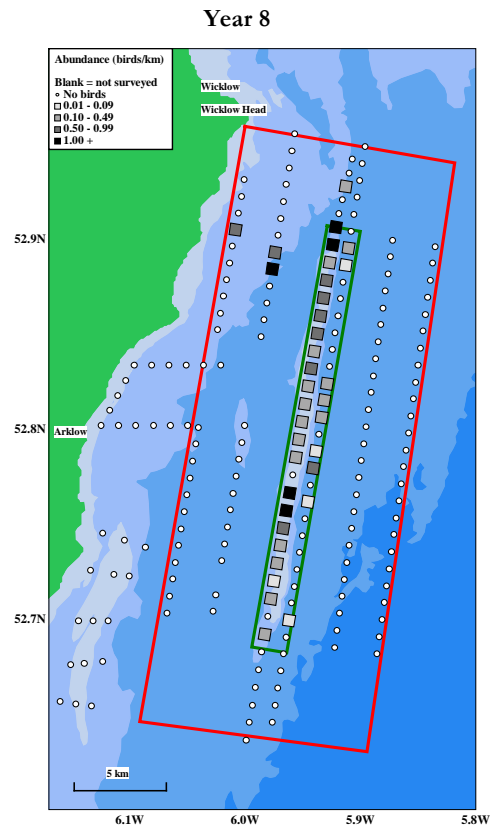 Year 8
Abundance (birds/km)
Blank = not surveyed
No birds
0.01 - 0.09
0.10 - 0.49
0.50 - 0.99
1.00 +
Wicklow
Wicklow Head
52.9N
52.8N
Arklow
52.7N
5 km
6.1W
6.0W
5.9W
5.8W